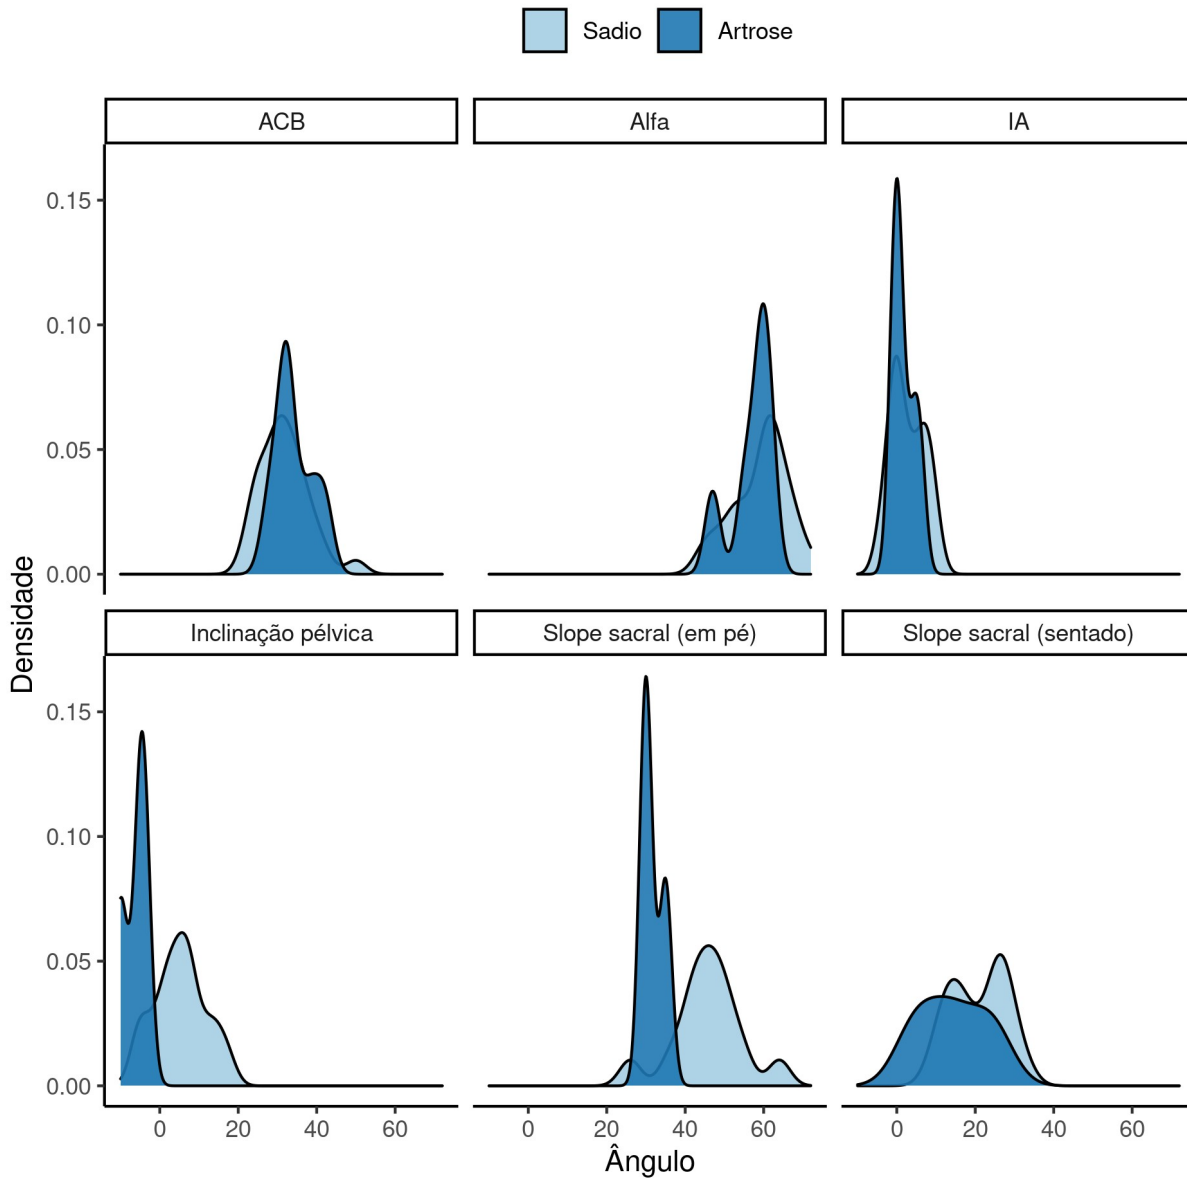 Sadio Artrose
ACB Alfa IA
0.15
0.10
0.05
0.00
Densidade
Inclinação pélvica Slope sacral (em pé) Slope sacral (sentado)
0.15
0.10
0.05
0.00
0 20 40 60 0 20 40 60 0 20 40 60
Ângulo